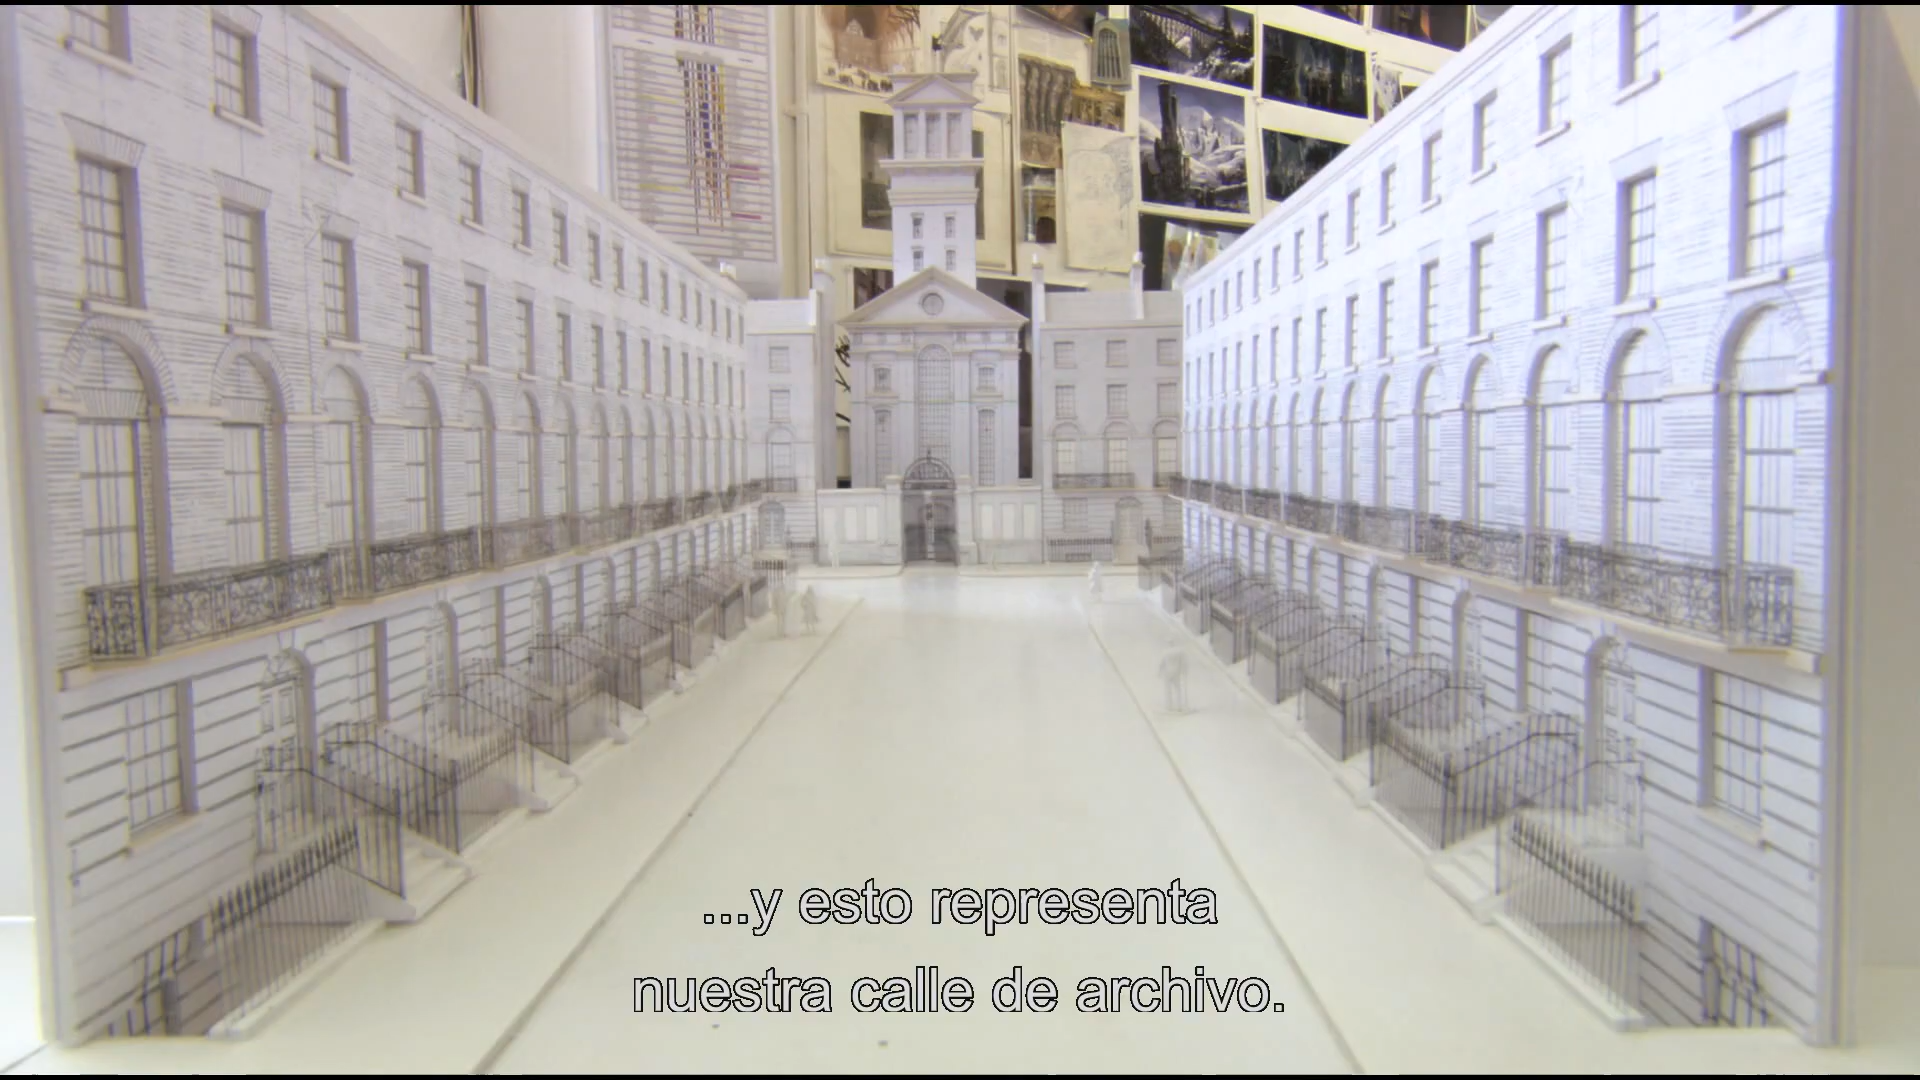 ...y esto representa
nuestra calle de archivo.